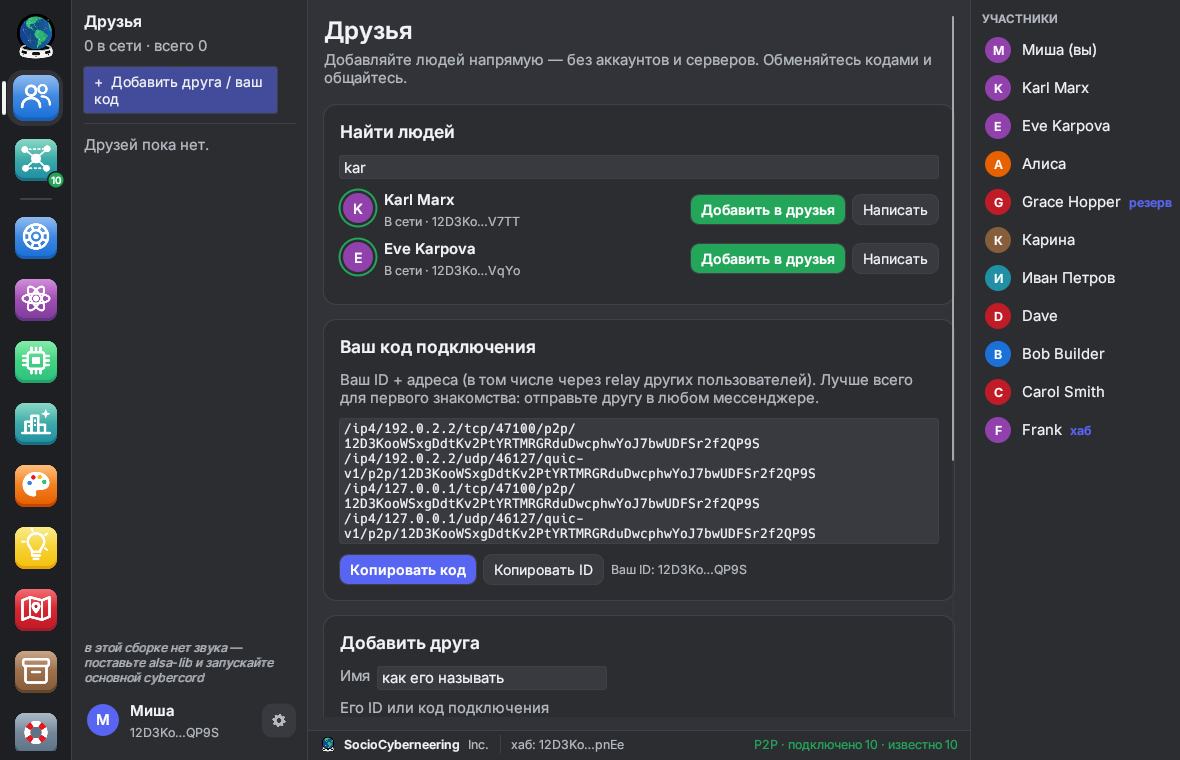 Друзья
0 в сети · всего 0
+ Добавить друга / ваш
код
Друзей пока нет.
10
в этой сборке нет звука —
поставьте alsa-lib и запускайте
основной cybercord
М
Миша
12D3Ko...QP9S
Друзья
Добавляйте людей напрямую — без аккаунтов и серверов. Обменяйтесь кодами и
общайтесь.
Найти людей
kar
K
Karl Marx
В сети · 12D3Ko...V7TT
Добавить в друзья
Написать
E
Eve Karpova
В сети · 12D3Ko...VqYo
Добавить в друзья
Написать
Ваш код подключения
Ваш ID + адреса (в том числе через relay других пользователей). Лучше всего
для первого знакомства: отправьте другу в любом мессенджере.
/ip4/192.0.2.2/tcp/47100/p2p/
12D3KooWSxgDdtKv2PtYRTMRGRduDwcphwYoJ7bwUDFSr2f2QP9S
/ip4/192.0.2.2/udp/46127/quic-
v1/p2p/12D3KooWSxgDdtKv2PtYRTMRGRduDwcphwYoJ7bwUDFSr2f2QP9S
/ip4/127.0.0.1/tcp/47100/p2p/
12D3KooWSxgDdtKv2PtYRTMRGRduDwcphwYoJ7bwUDFSr2f2QP9S
/ip4/127.0.0.1/udp/46127/quic-
v1/p2p/12D3KooWSxgDdtKv2PtYRTMRGRduDwcphwYoJ7bwUDFSr2f2QP9S
Копировать код
Копировать ID
Ваш ID: 12D3Ko...QP9S
Добавить друга
Имя
как его называть
Его ID или код подключения
SocioCyberneering Inc.
хаб: 12D3Ko...pnEe
P2P · подключено 10 · известно 10
УЧАСТНИКИ
М Миша (вы)
K Karl Marx
E Eve Karpova
А Алиса
G Grace Hopper резерв
К Карина
И Иван Петров
D Dave
B Bob Builder
C Carol Smith
F Frank хаб